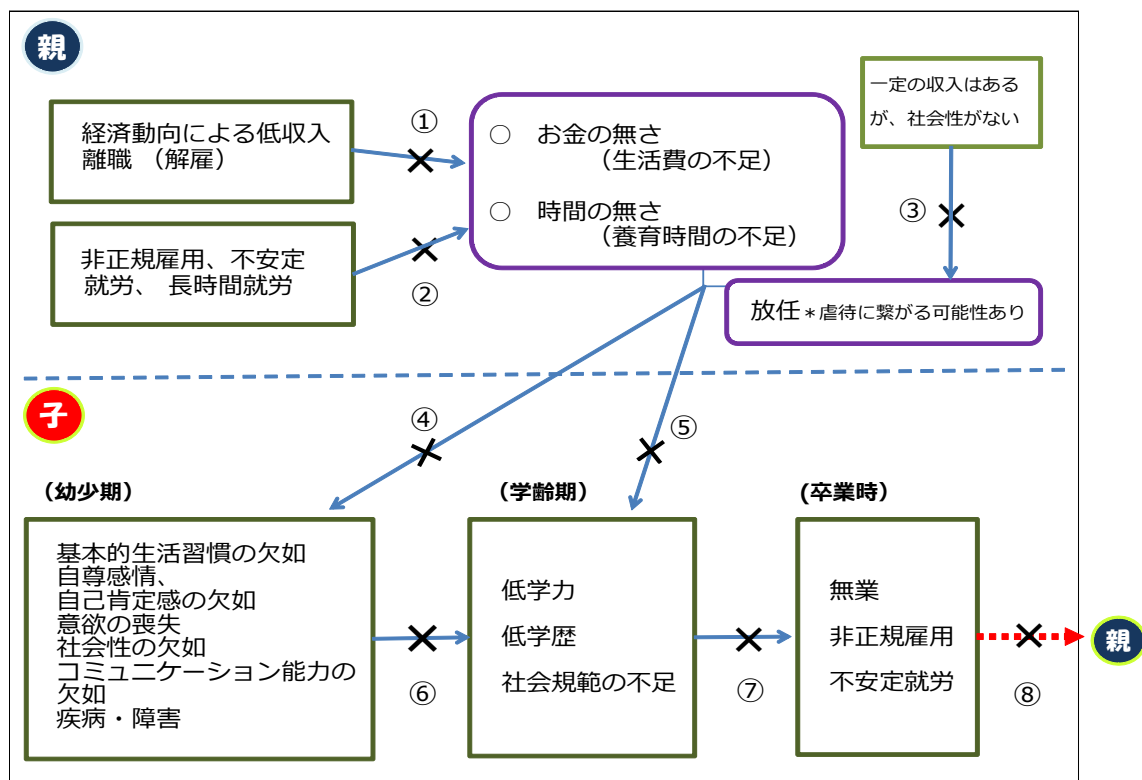 親
経済動向による低収入
離職 （解雇）
①
○ お金の無さ
（生活費の不足）
○ 時間の無さ
（養育時間の不足）
一定の収入はある
が、社会性がない
③
非正規雇用、不安定
就労、 長時間就労
②
放任＊虐待に繋がる可能性あり
子
④
⑤
（幼少期）
基本的生活習慣の欠如
自尊感情、
自己肯定感の欠如
意欲の喪失
社会性の欠如
コミュニケーション能力の
欠如
疾病・障害
⑥
（学齢期）
低学力
低学歴
社会規範の不足
⑦
(卒業時）
無業
非正規雇用
不安定就労
⑧
親